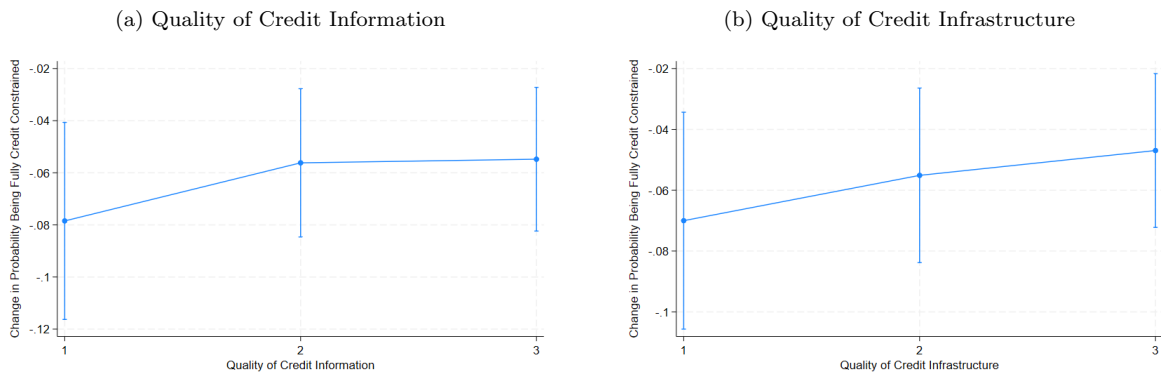 (a) Quality of Credit Information
Change in Probability Being Fully Credit Constrained
-.02
-.04
-.06
-.08
-.1
-.12
1
2
3
Quality of Credit Information
(b) Quality of Credit Infrastructure
Change in Probability Being Fully Credit Constrained
-.02
-.04
-.06
-.08
-.1
1
2
3
Quality of Credit Infrastructure